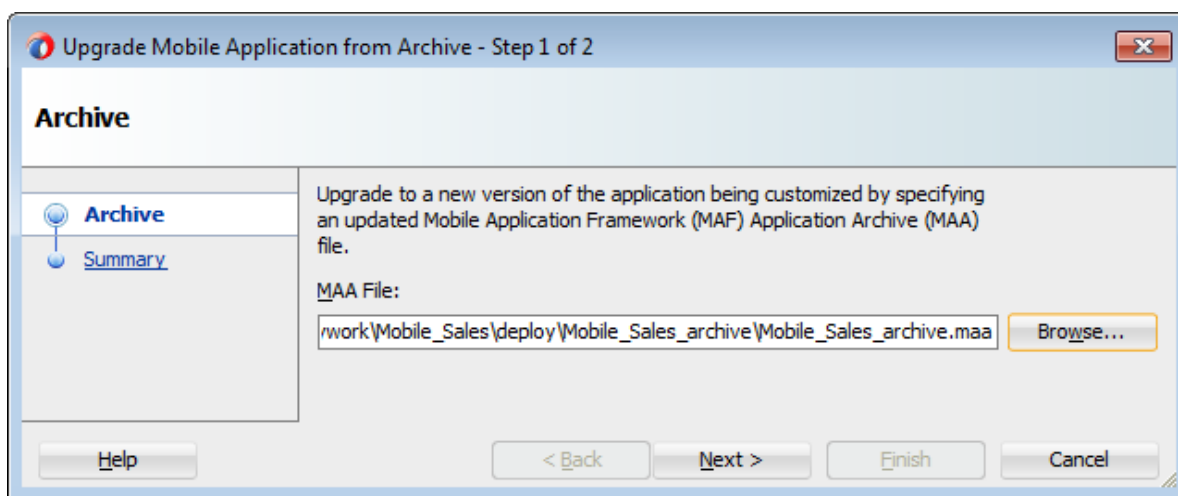 Upgrade Mobile Application from Archive - Step 1 of 2
Archive
Archive
Summary
Upgrade to a new version of the application being customized by specifying
an updated Mobile Application Framework (MAF) Application Archive (MAA)
file.
MAA File:
work\Mobile_Sales\deploy\Mobile_Sales_archive\Mobile_Sales_archive.maa
Browse...
Help
< Back
Next >
Finish
Cancel